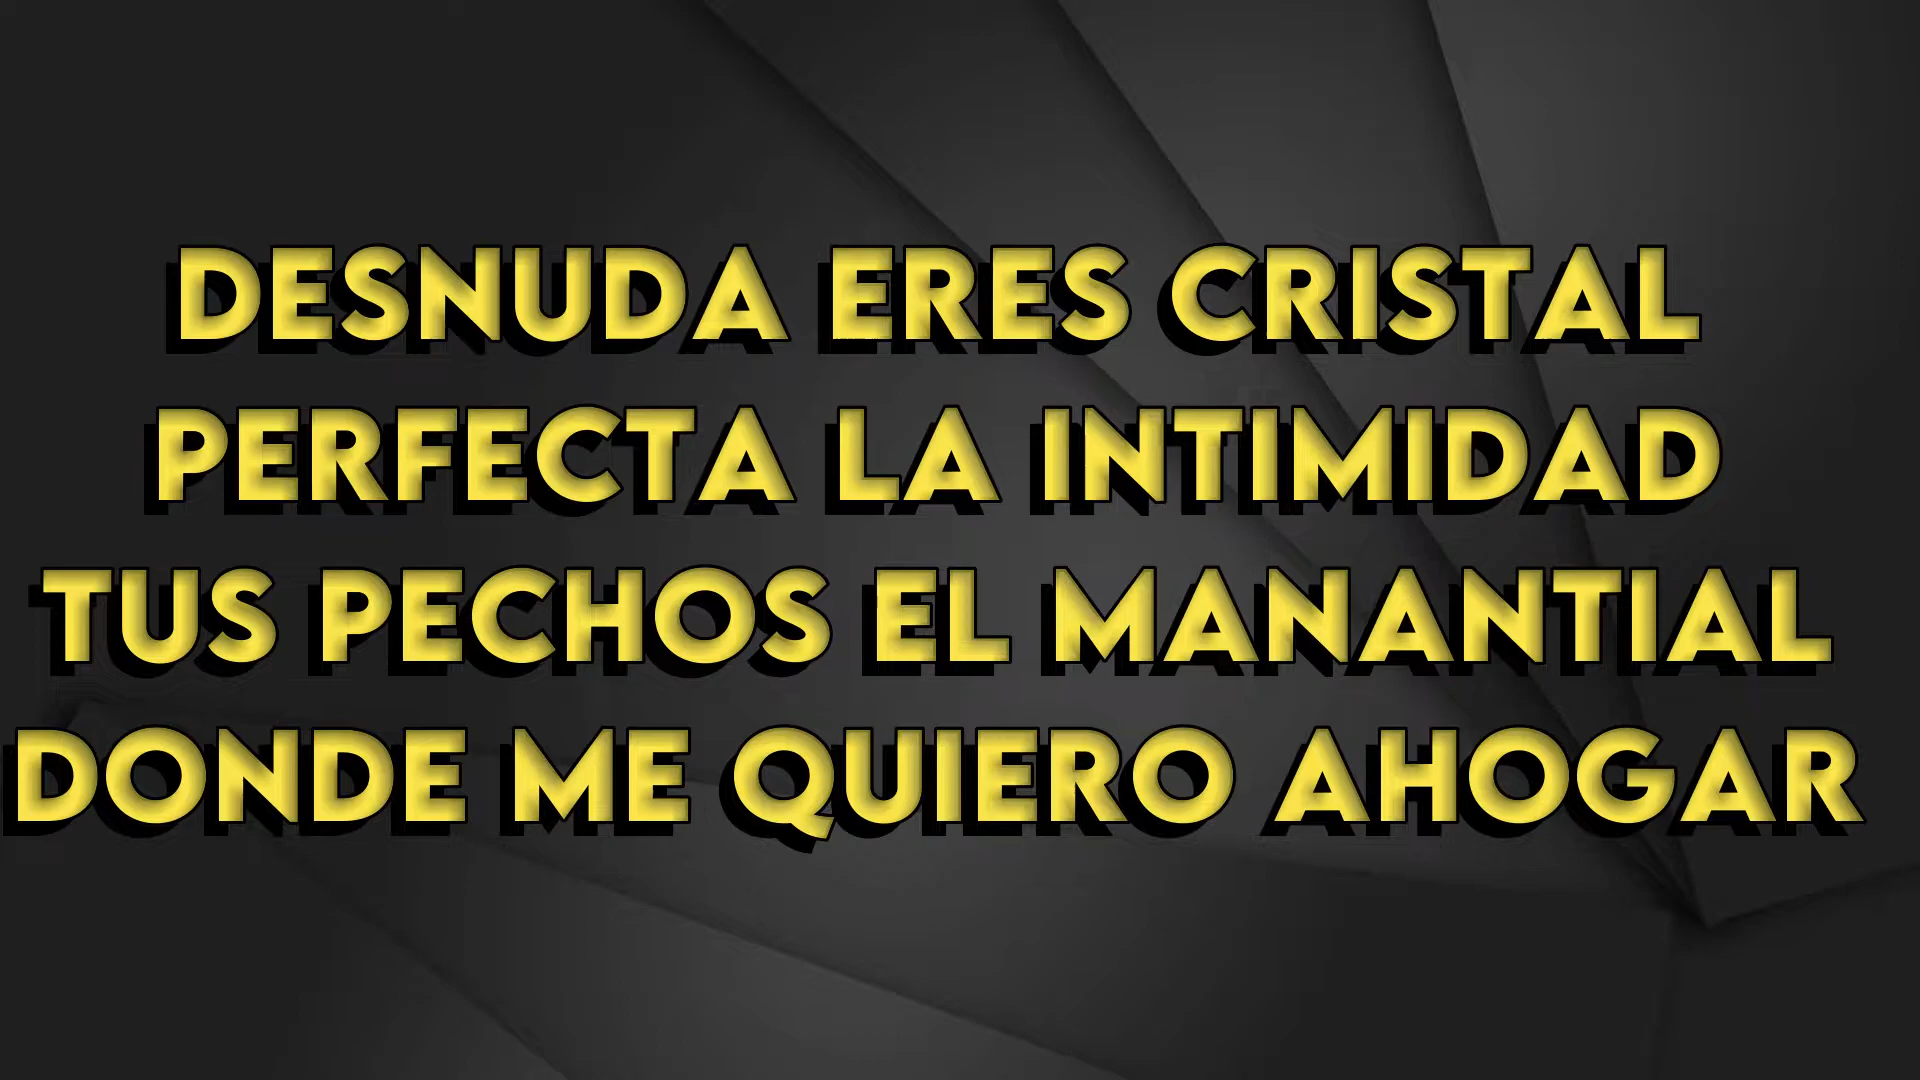 DESNUDA ERES CRISTAL
PERFECTA LA INTIMIDAD
TUS PECHOS EL MANANTIAL
DONDE ME QUIERO AHOGAR